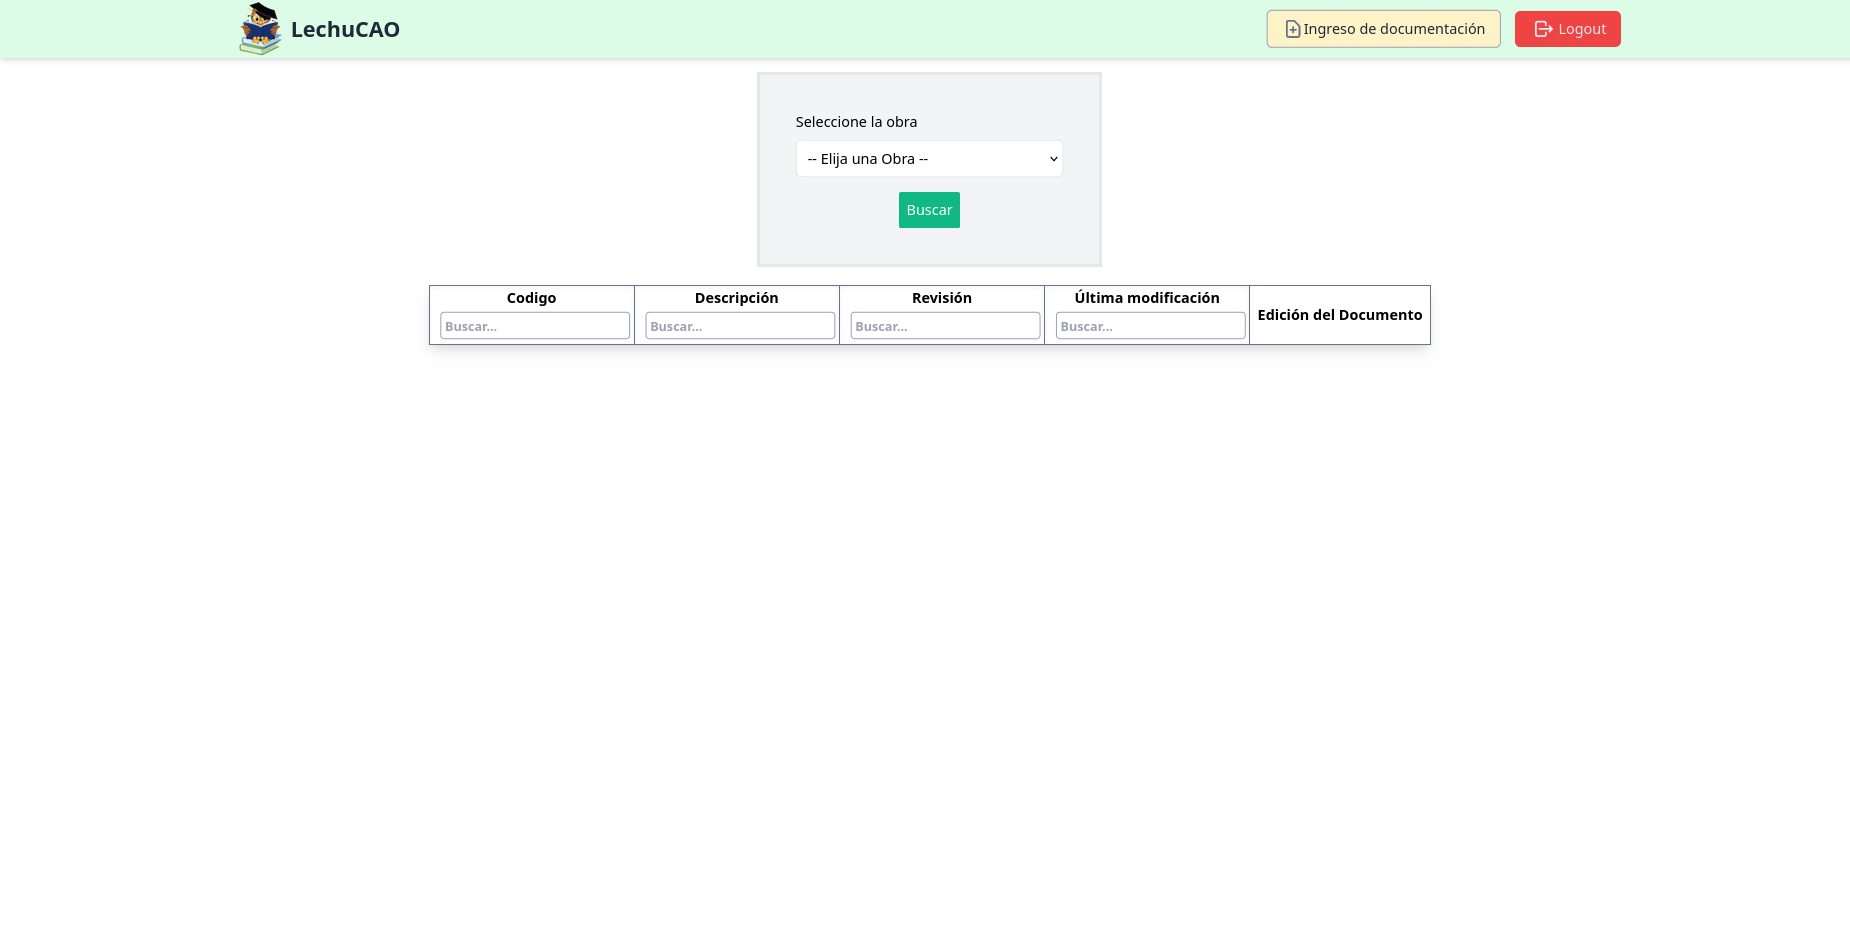 LechuCAO
Ingreso de documentación
Logout
Seleccione la obra
-- Elija una Obra --
Buscar
Codigo
Descripción
Revisión
Última modificación
Edición del Documento
Buscar...
Buscar...
Buscar...
Buscar...